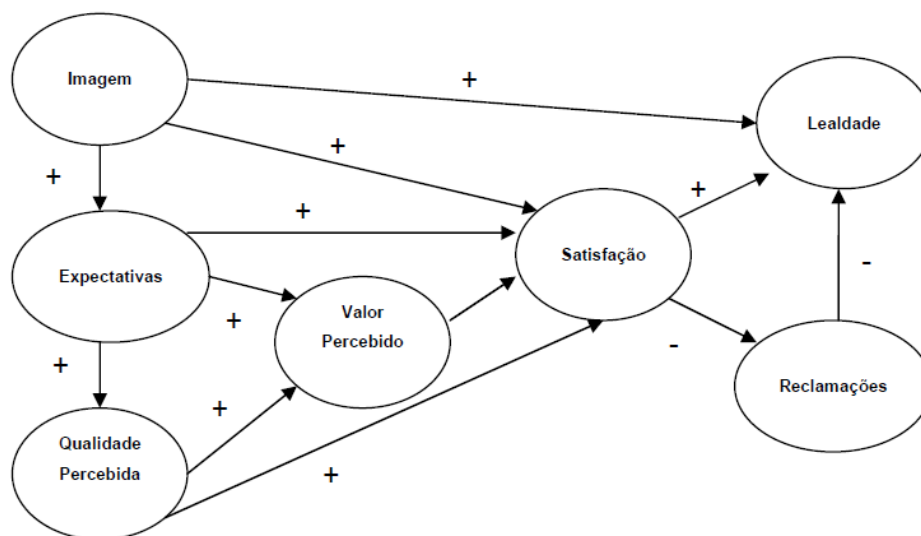 Imagem
+
Lealdade
+
+
+
+
Expectativas
Satisfação
+
Valor
Percebido
-
-
+
Reclamações
+
Qualidade
Percebida
+